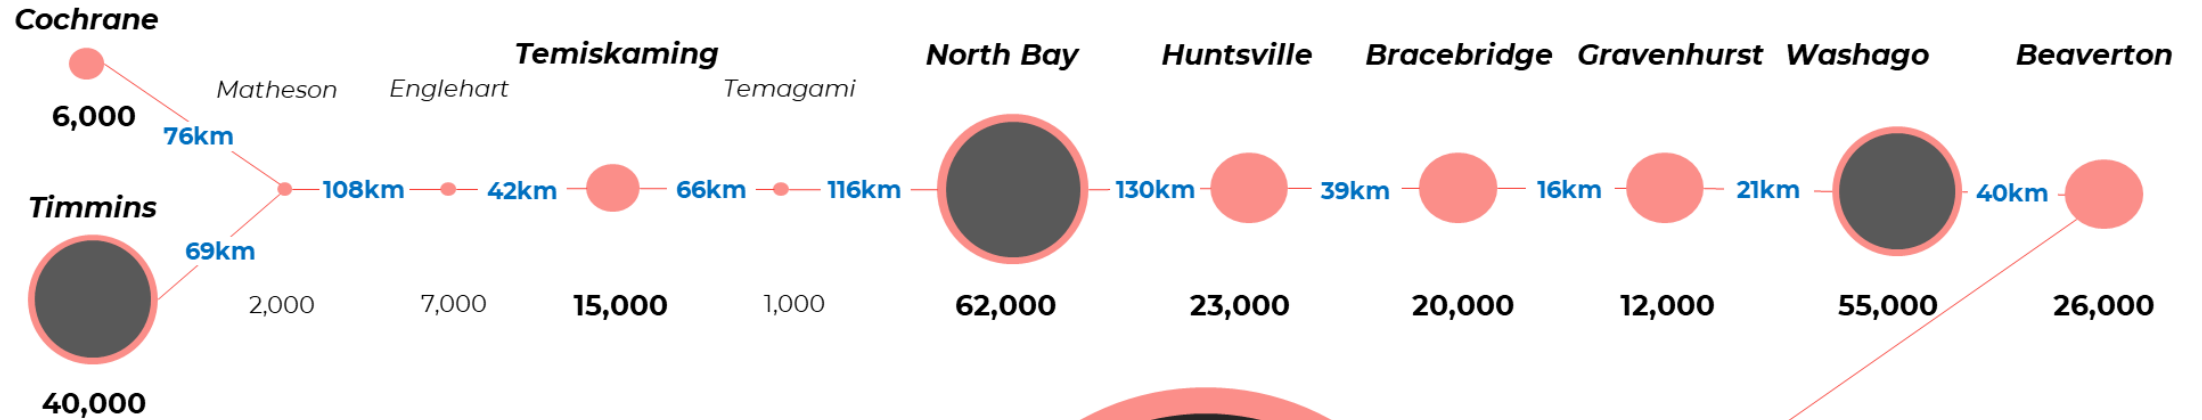 Cochrane
6,000
76km
Timmins
40,000
69km
Matheson
2,000
108km
Englehart
7,000
42km
Temiskaming
15,000
66km
Temagami
1,000
116km
North Bay
62,000
130km
Huntsville
23,000
39km
Bracebridge
20,000
16km
Gravenhurst
12,000
21km
Washago
55,000
40km
Beaverton
26,000